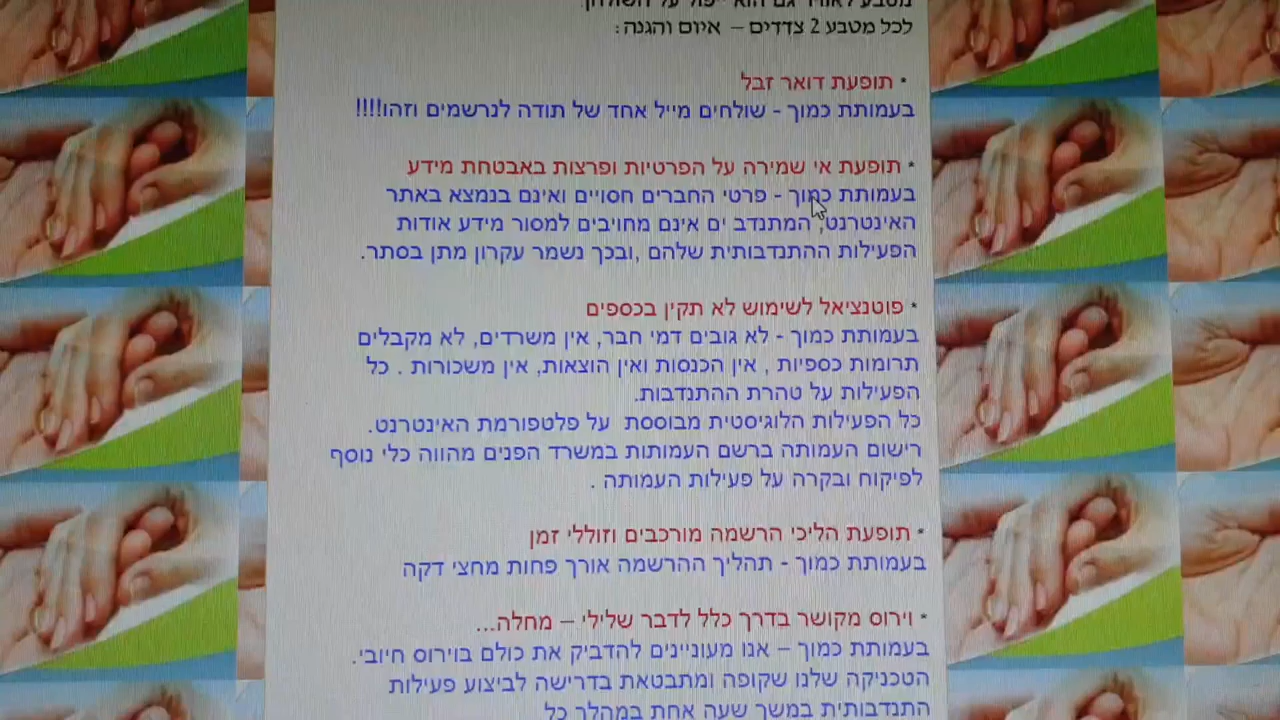 מטבע לאוויר גם הוא ייפול על השולחן.
לכל מטבע 2 צדדים – איום והגנה:
* תופעת דואר זבל
בעמותת כמוך - שולחים מייל אחד של תודה לנרשמים וזהו!!!!
* תופעת אי שמירה על הפרטיות ופרצות באבטחת מידע
בעמותת כמוך - פרטי החברים חסויים ואינם בנמצא באתר
האינטרנט, המתנדב ים אינם מחויבים למסור מידע אודות
הפעילות ההתנדבותית שלהם ,ובכך נשמר עקרון מתן בסתר.
* פוטנציאל לשימוש לא תקין בכספים
בעמותת כמוך - לא גובים דמי חבר, אין משרדים, לא מקבלים
תרומות כספיות , אין הכנסות ואין הוצאות, אין משכורות . כל
הפעילות על טהרת ההתנדבות.
כל הפעילות הלוגיסטית מבוססת על פלטפורמת האינטרנט.
רישום העמותה ברשם העמותות במשרד הפנים מהווה כלי נוסף
לפיקוח ובקרה על פעילות העמותה .
* תופעת הליכי הרשמה מורכבים וזוללי זמן
בעמותת כמוך - תהליך ההרשמה אורך פחות מחצי דקה
* וירוס מקושר בדרך כלל לדבר שלילי – מחלה...
בעמותת כמוך – אנו מעוניינים להדביק את כולם בוירוס חיובי.
הטכניקה שלנו שקופה ומתבטאת בדרישה לביצוע פעילות
התנדבותית במשך שעה אחת במהלך כל